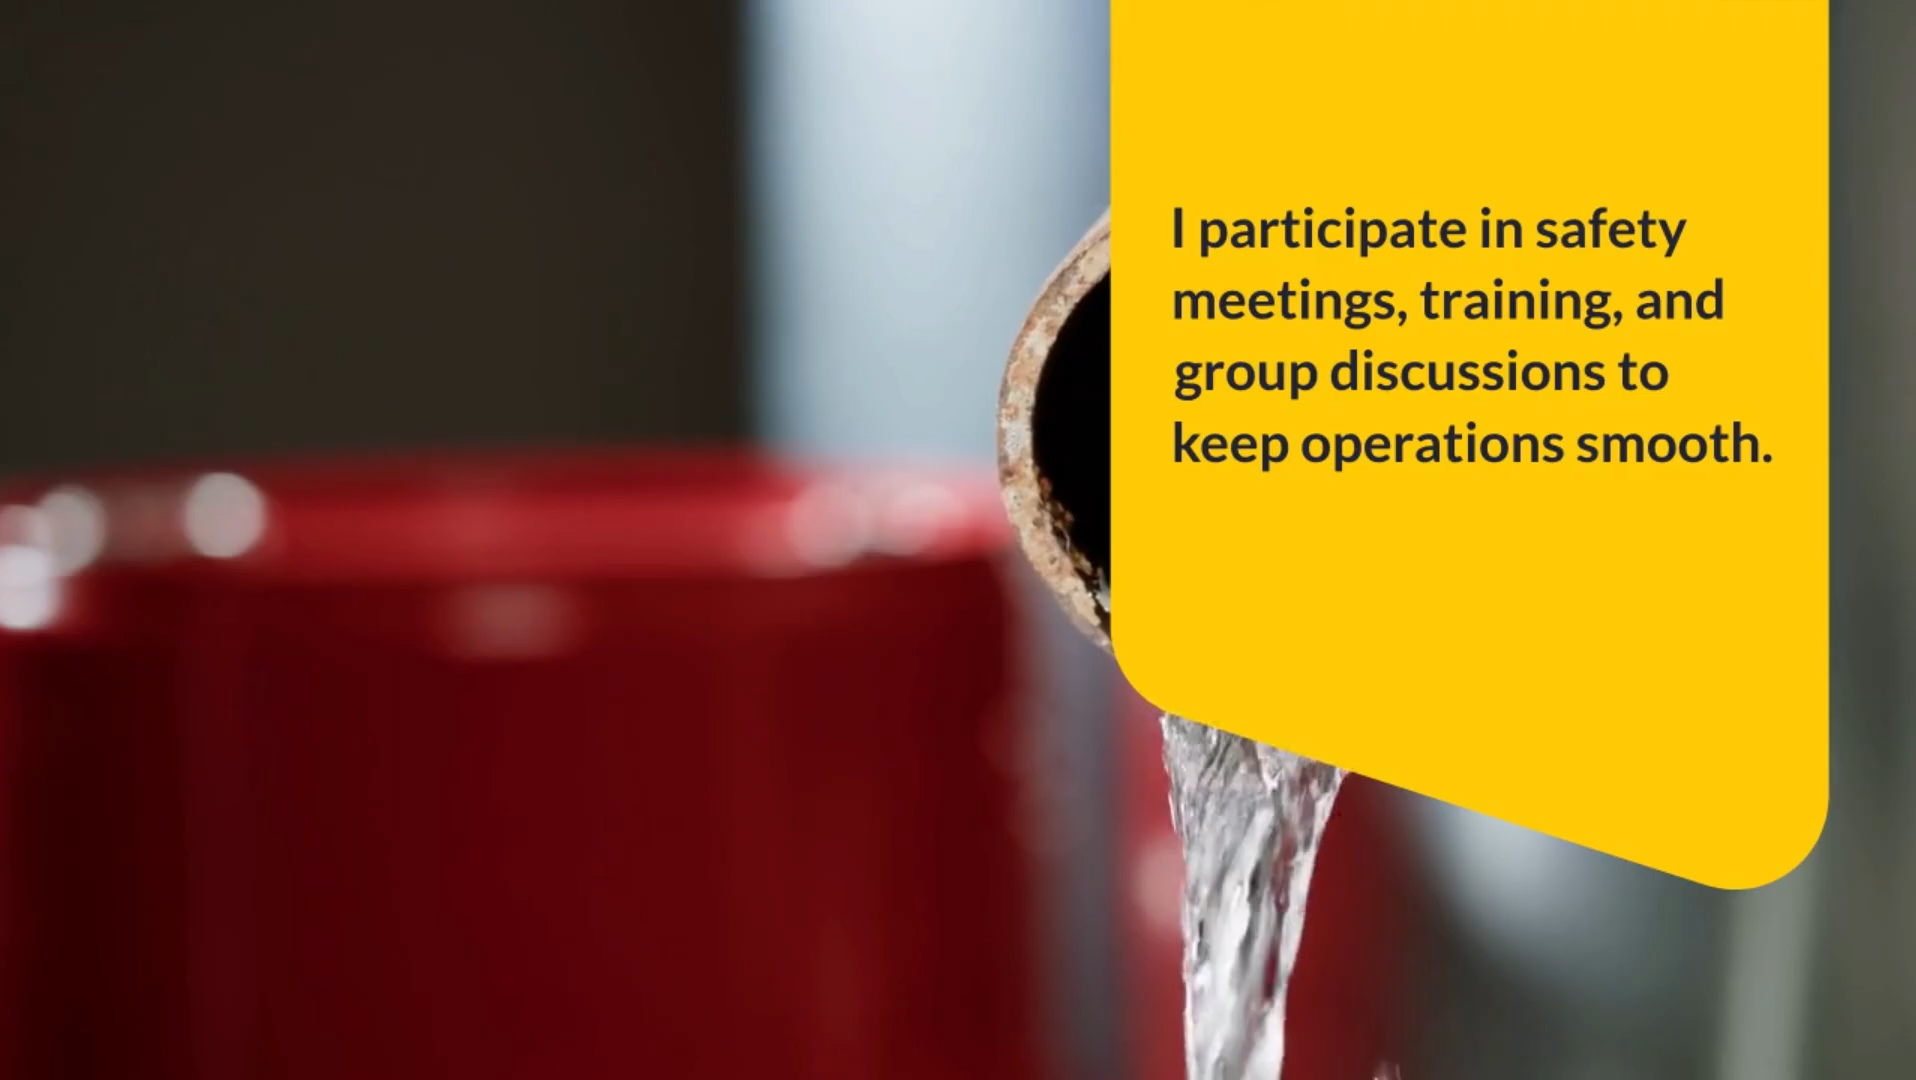 I participate in safety
meetings, training, and
group discussions to
keep operations smooth.